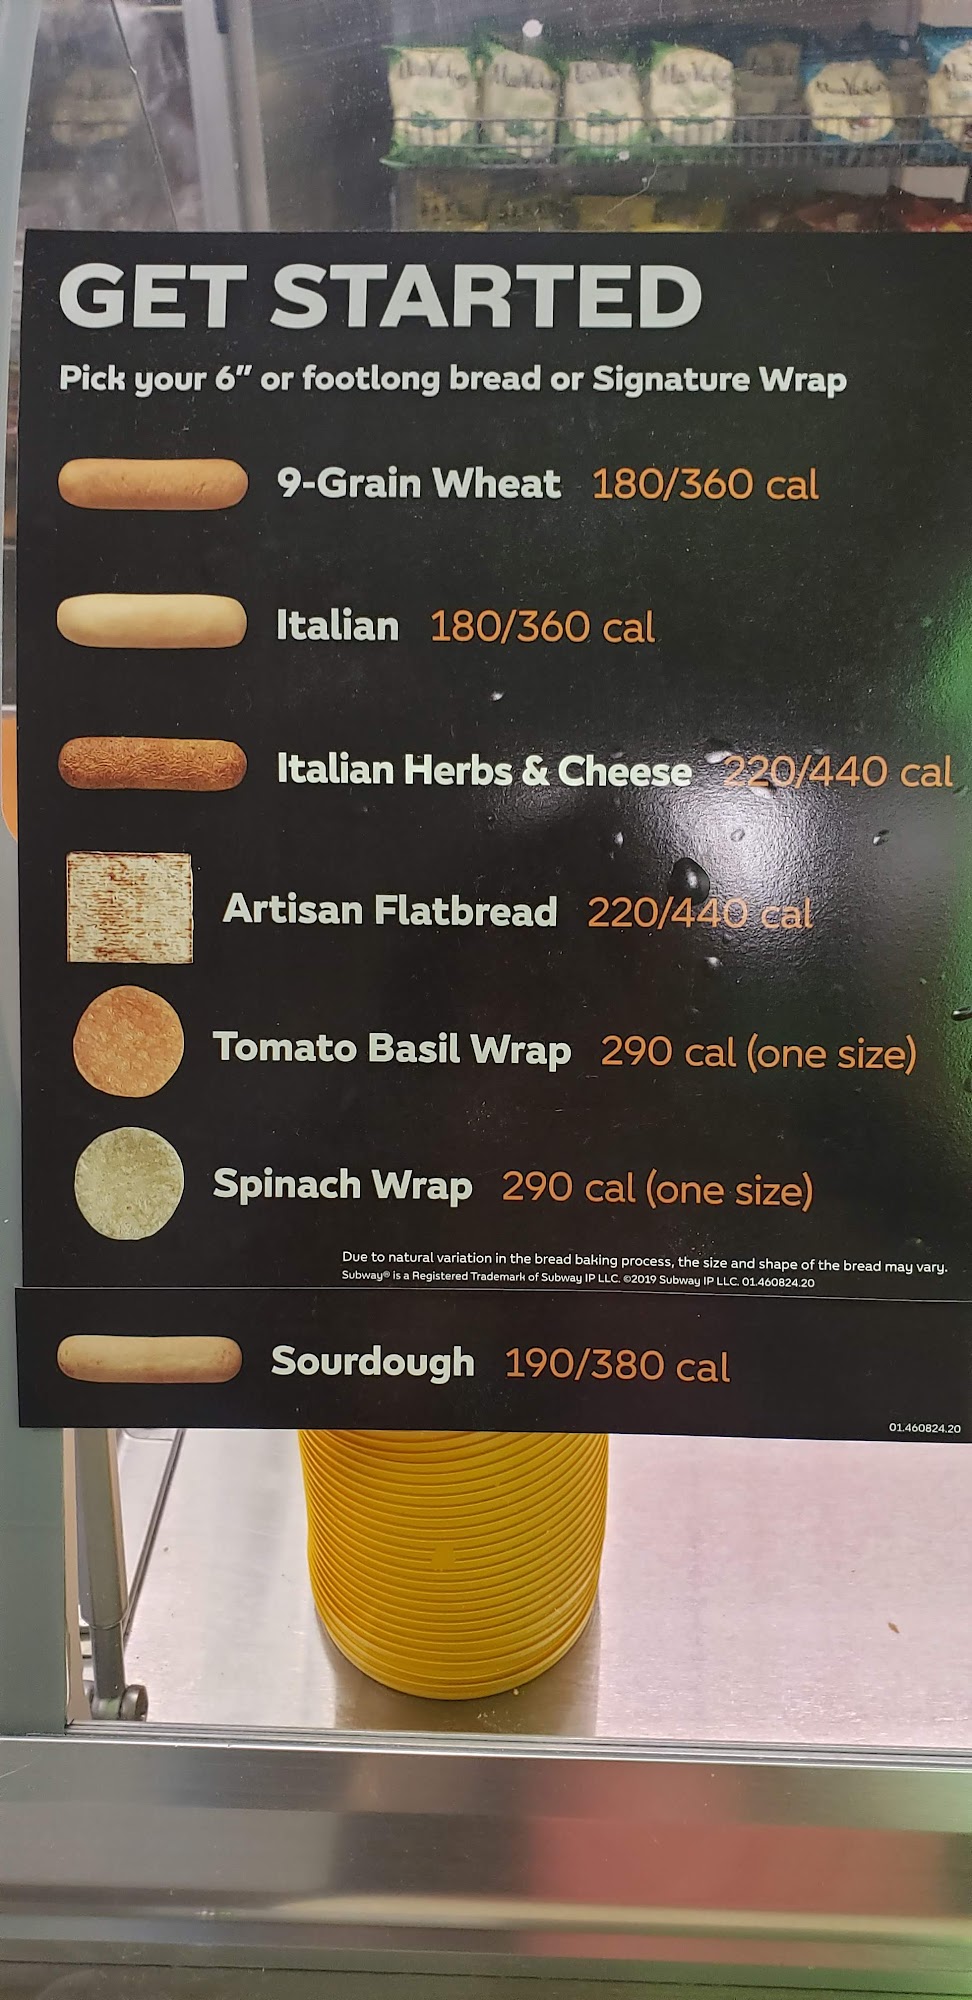 GET STARTED
Pick your 6" or footlong bread or Signature Wrap
9-Grain Wheat 180/360 cal
Italian 180/360 cal
Italian Herbs & Cheese 220/440 cal
Artisan Flatbread 220/440 cal
Tomato Basil Wrap 290 cal (one size)
Spinach Wrap 290 cal (one size)
Due to natural variation in the bread baking process, the size and shape of the bread may vary.
Subway® is a Registered Trademark of Subway IP LLC. ©2019 Subway IP LLC. 01.460824.20
Sourdough 190/380 cal
01.460824.20